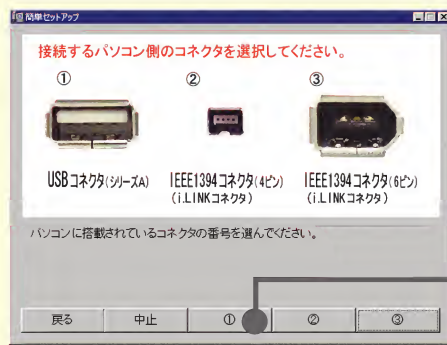 簡単セットアップ
接続するパソコン側のコネクタを選択してください。
① ② ③
USBコネクタ(シリーズA) IEEE1394コネクタ(4ピン) IEEE1394コネクタ(6ピン)
(i.LINKコネクタ) (i.LINKコネクタ)
パソコンに搭載されているコネクタの番号を選んでください。
戻る 中止 ① ② ③